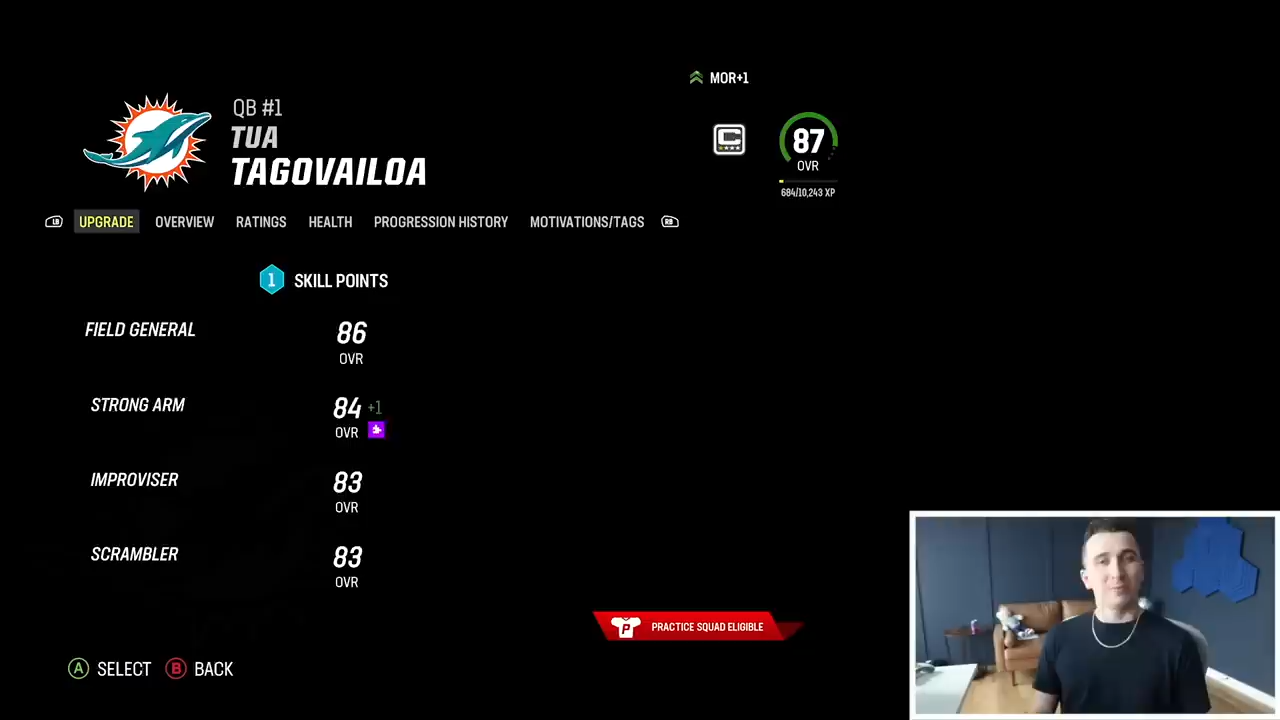 MOR+1
QB #1
TUA
TAGOVAILOA
C
87
OVR
684/10,243 XP
LB UPGRADE OVERVIEW RATINGS HEALTH PROGRESSION HISTORY MOTIVATIONS/TAGS RB
1 SKILL POINTS
FIELD GENERAL 86
OVR
STRONG ARM 84 +1
OVR
IMPROVISER 83
OVR
SCRAMBLER 83
OVR
P PRACTICE SQUAD ELIGIBLE
A SELECT B BACK